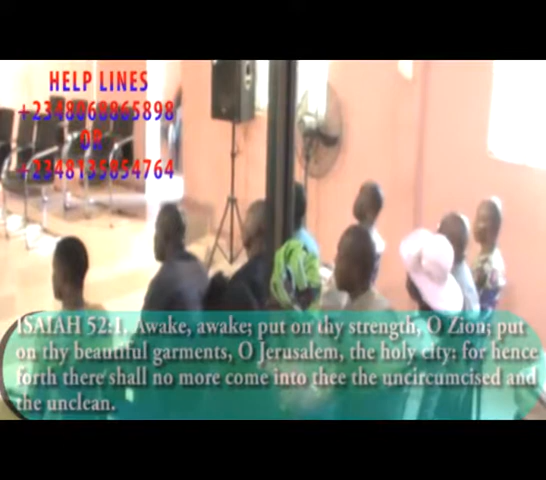 HELP LINES
+2348068865898
OR
+2348135854764
ISAIAH 52:1. Awake, awake; put on thy strength, O Zion; put
on thy beautiful garments, O Jerusalem, the holy city: for hence
forth there shall no more come into thee the uncircumcised and
the unclean.